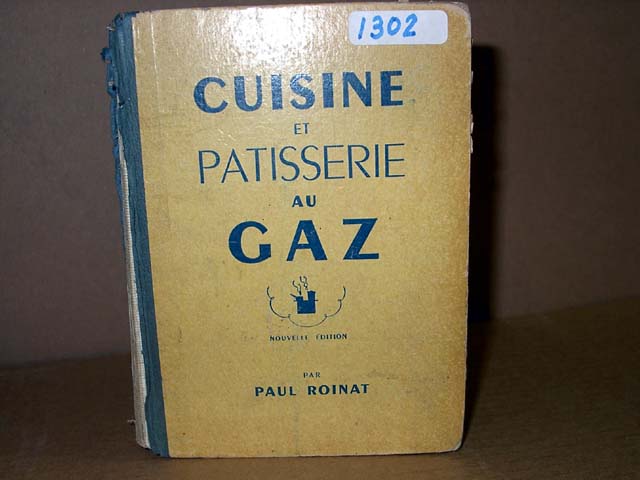 1302
CUISINE
ET
PATISSERIE
AU
GAZ
NOUVELLE ÉDITION
PAR
PAUL ROINAT